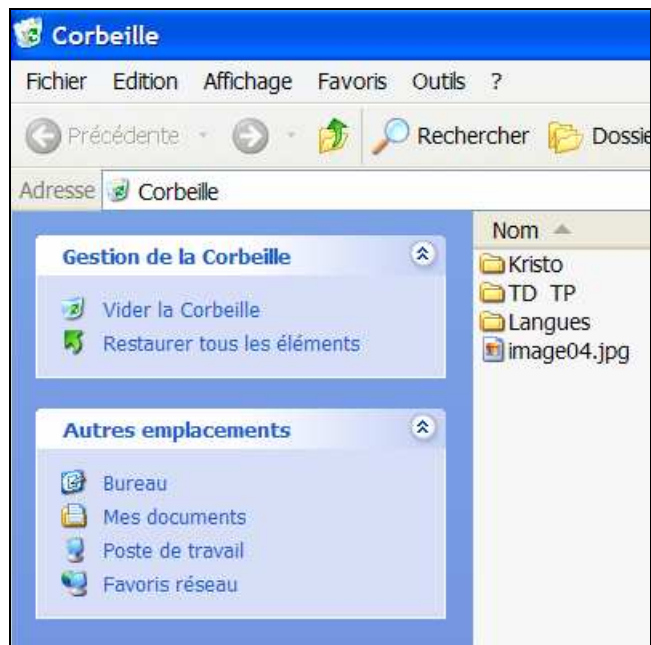 Corbeille
Fichier Edition Affichage Favoris Outils ?
Précédente Rechercher Dossie
Adresse Corbeille
Nom
Gestion de la Corbeille
Vider la Corbeille
Restaurer tous les éléments
Autres emplacements
Bureau
Mes documents
Poste de travail
Favoris réseau
Kristo
TD TP
Langues
image04.jpg